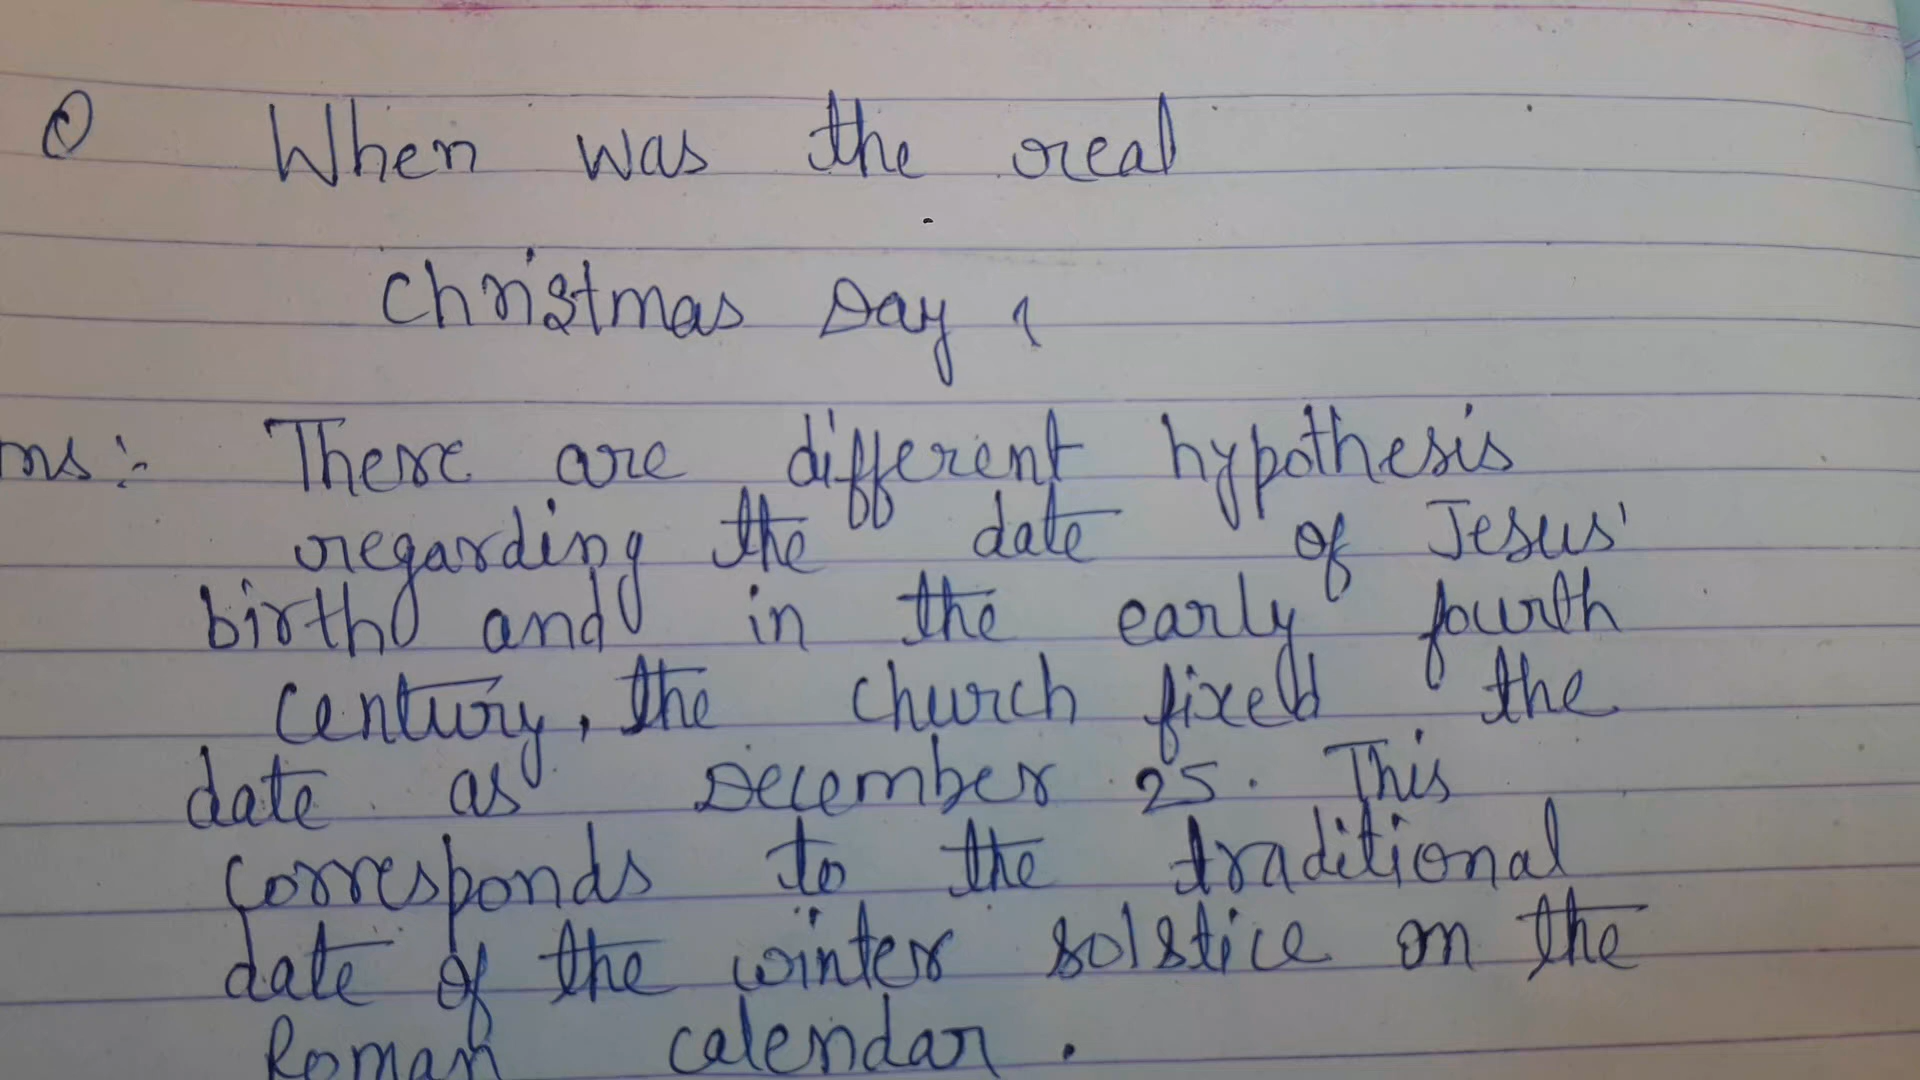 Q When was the real
Christmas Day ?
ns :- There are different hypothesis
regarding the date of Jesus'
birth and in the early fourth
century, the church fixed the
date as December 25. This
corresponds to the traditional
date of the winter solstice on the
Roman calendar.